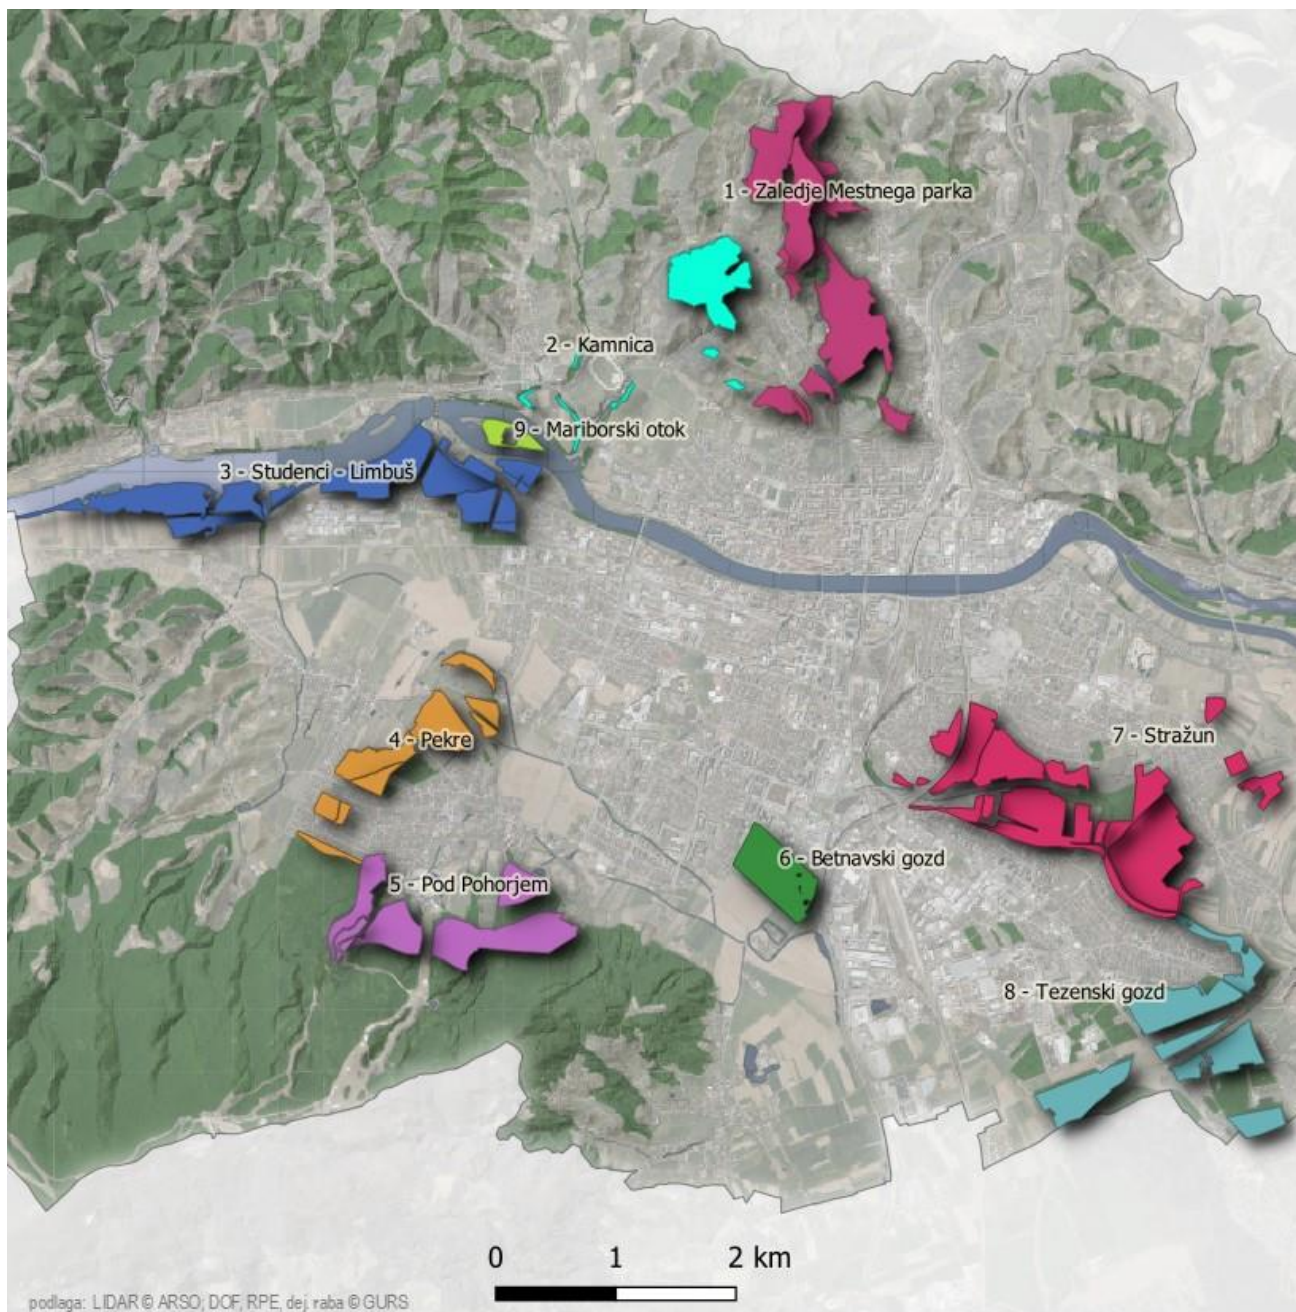 1 - Zaledje Mestnega parka
2 - Kamnica
9 - Mariborski otok
3 - Studenci - Limbuš
7 - Stražun
4 - Pekre
6 - Betnavski gozd
5 - Pod Pohorjem
8 - Tezenski gozd
0 1 2 km
podlaga: LIDAR © ARSO; DOF, RPE, dej. raba © GURS